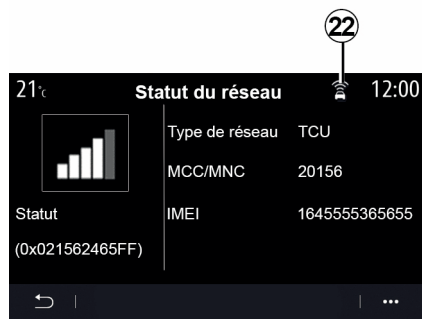 22
21°c Statut du réseau 12:00
Type de réseau TCU
MCC/MNC 20156
Statut IMEI 1645555365655
(0x021562465FF)